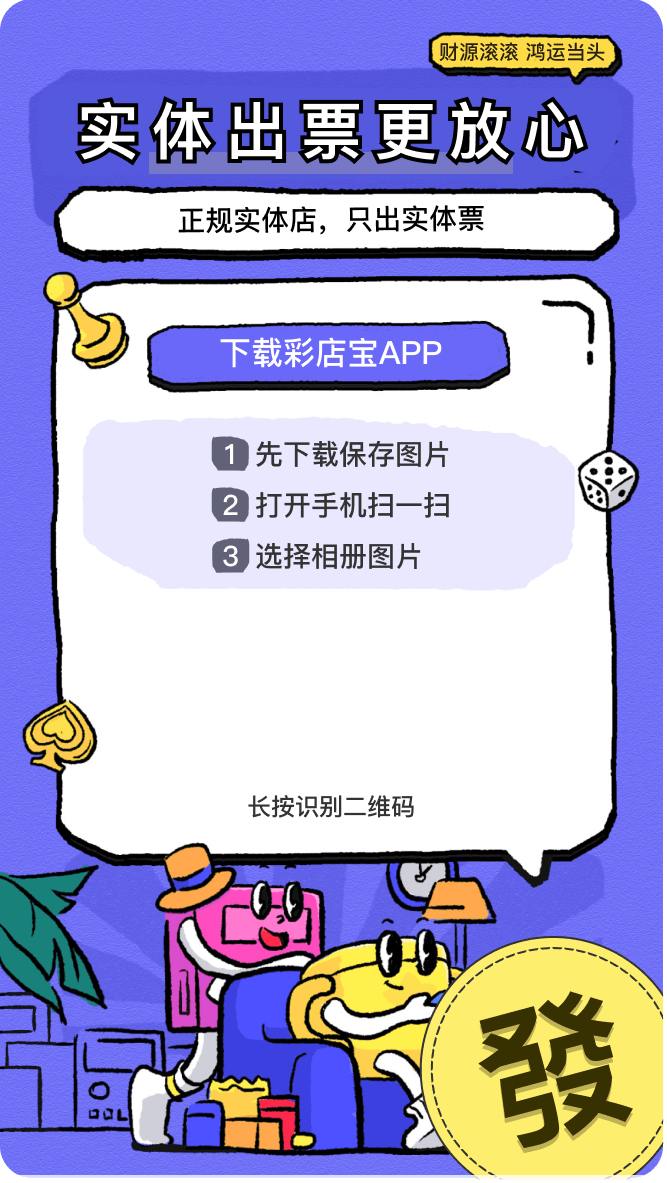 财源滚滚 鸿运当头
实体出票更放心
正规实体店，只出实体票
下载彩店宝APP
1 先下载保存图片
2 打开手机扫一扫
3 选择相册图片
长按识别二维码
發